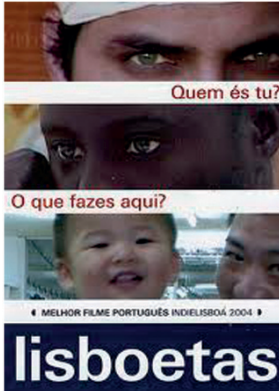 Quem és tu?
O que fazes aqui?
MELHOR FILME PORTUGUÊS INDIELISBOA 2004
lisboetas